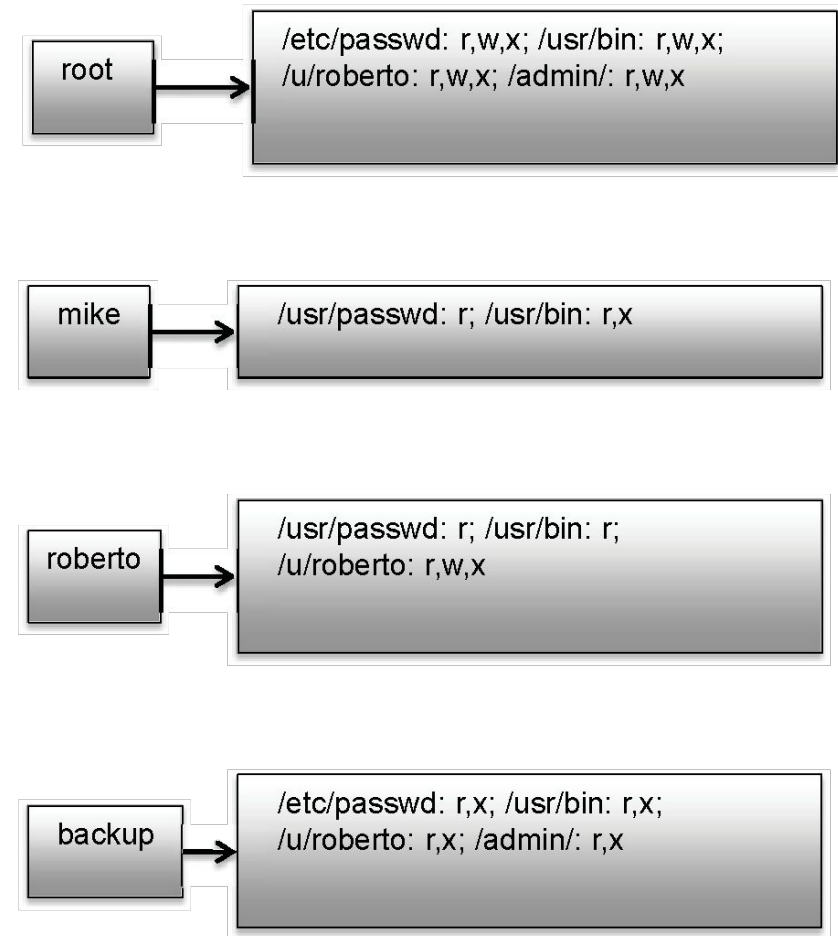 root
/etc/passwd: r,w,x; /usr/bin: r,w,x;
/u/roberto: r,w,x; /admin/: r,w,x
mike
/usr/passwd: r; /usr/bin: r,x
roberto
/usr/passwd: r; /usr/bin: r;
/u/roberto: r,w,x
backup
/etc/passwd: r,x; /usr/bin: r,x;
/u/roberto: r,x; /admin/: r,x